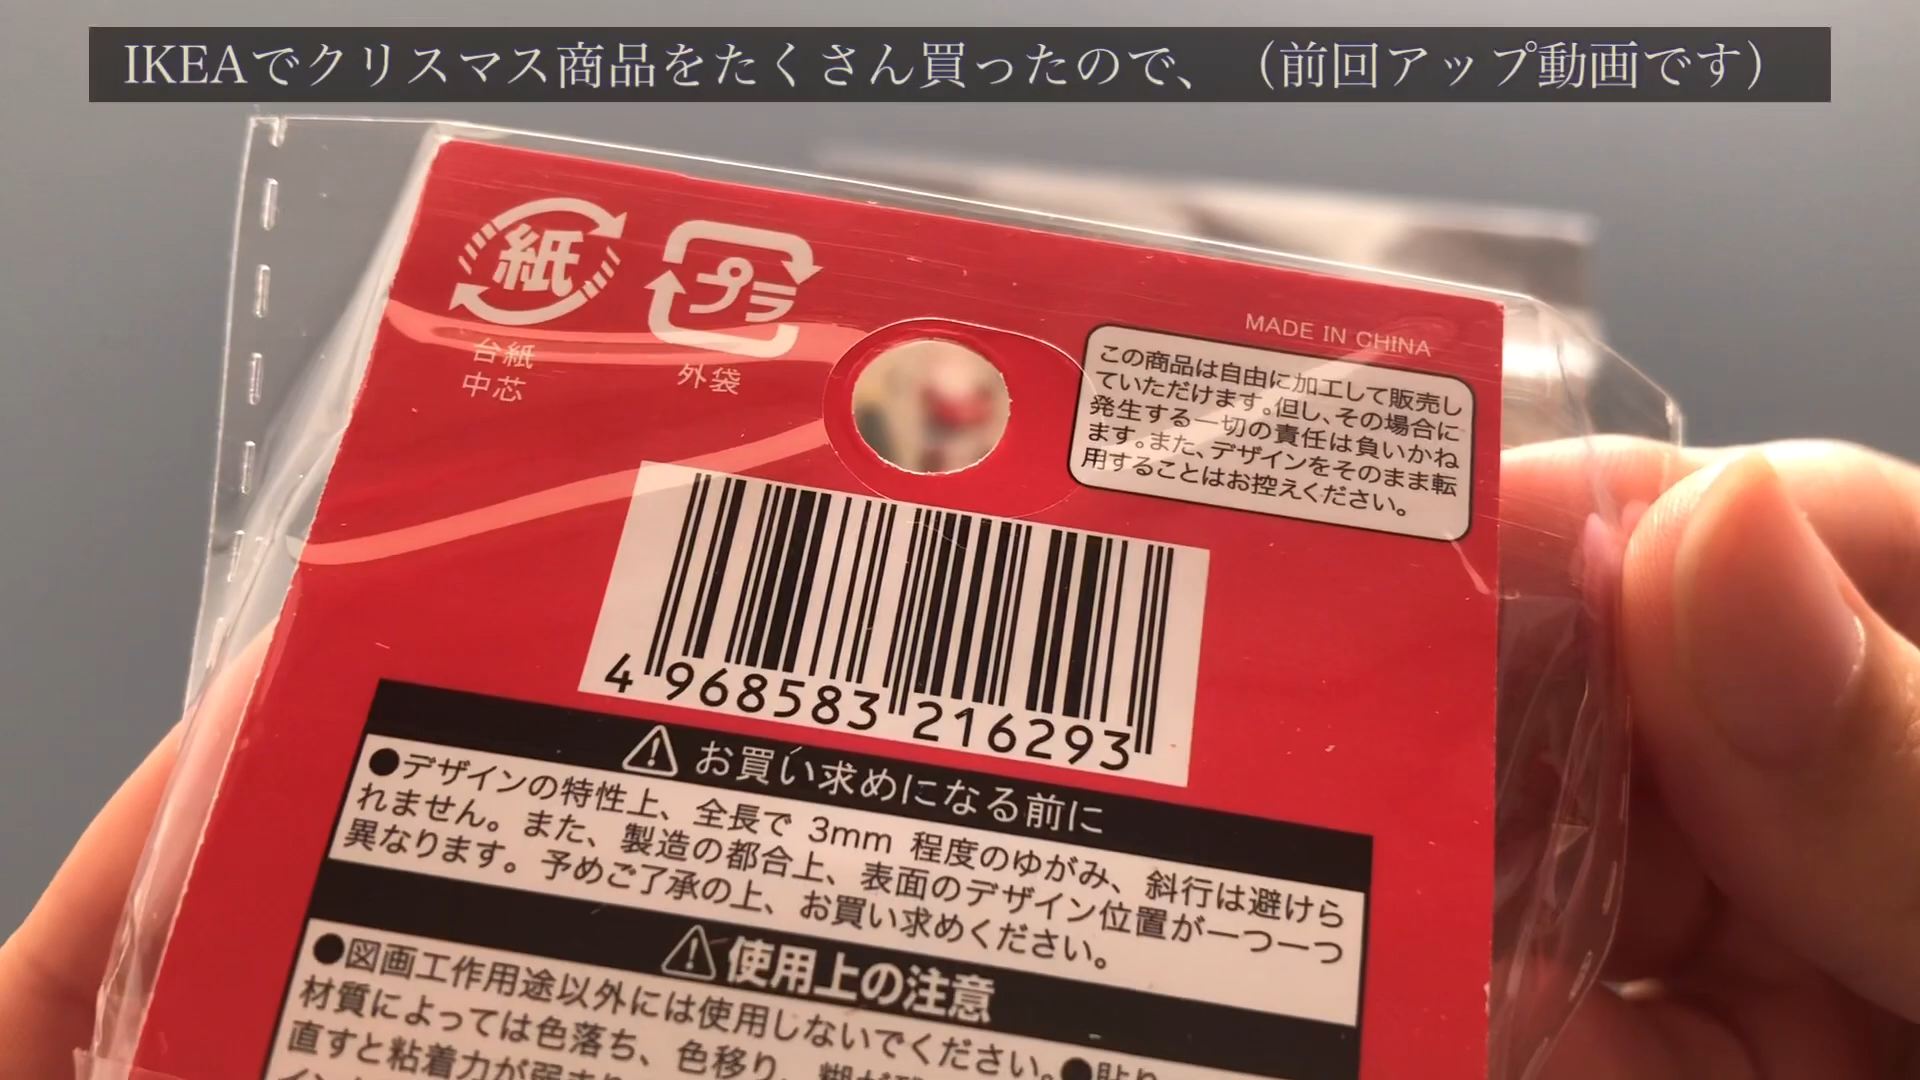 IKEAでクリスマス商品をたくさん買ったので、（前回アップ動画です）
紙
台紙
中芯
プラ
外袋
MADE IN CHINA
この商品は自由に加工して販売し
ていただけます。但し、その場合に
発生する一切の責任は負いかね
ます。また、デザインをそのまま転
用することはお控えください。
4 968583 216293
お買い求めになる前に
●デザインの特性上、全長で 3mm 程度のゆがみ、斜行は避けら
れません。また、製造の都合上、表面のデザイン位置が一つ一つ
異なります。予めご了承の上、お買い求めください。
使用上の注意
●図画工作用途以外には使用しないでください。●貼り
材質によっては色落ち、色移り、糊が
直すと粘着力が弱まり